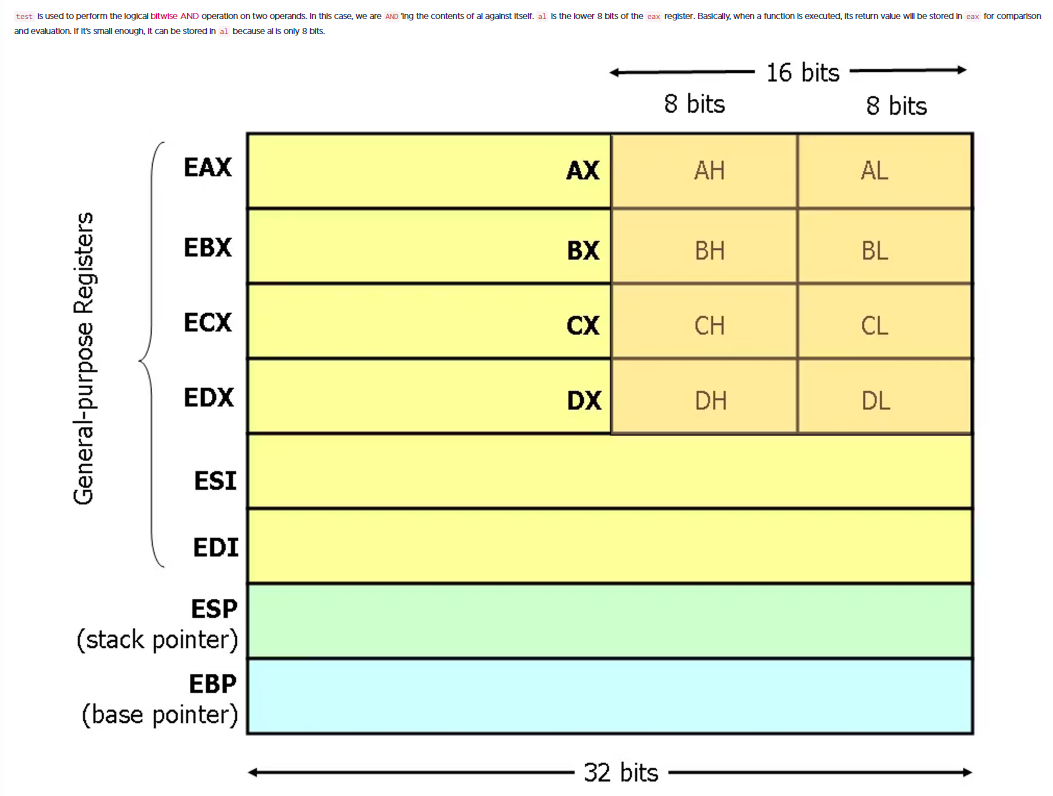 test is used to perform the logical bitwise AND operation on two operands. In this case, we are AND 'ing the contents of al against itself. al is the lower 8 bits of the eax register. Basically, when a function is executed, its return value will be stored in eax for comparison
and evaluation. If it's small enough, it can be stored in al because al is only 8 bits.
16 bits
8 bits 8 bits
General-purpose Registers
EAX AX AH AL
EBX BX BH BL
ECX CX CH CL
EDX DX DH DL
ESI
EDI
ESP
(stack pointer)
EBP
(base pointer)
32 bits